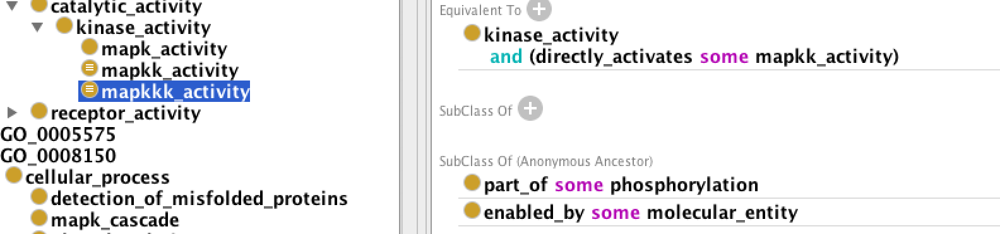 catalytic_activity
kinase_activity
mapk_activity
mapkk_activity
mapkkk_activity
receptor_activity
GO_0005575
GO_0008150
cellular_process
detection_of_misfolded_proteins
mapk_cascade
Equivalent To
kinase_activity
and (directly_activates some mapkk_activity)
SubClass Of
SubClass Of (Anonymous Ancestor)
part_of some phosphorylation
enabled_by some molecular_entity